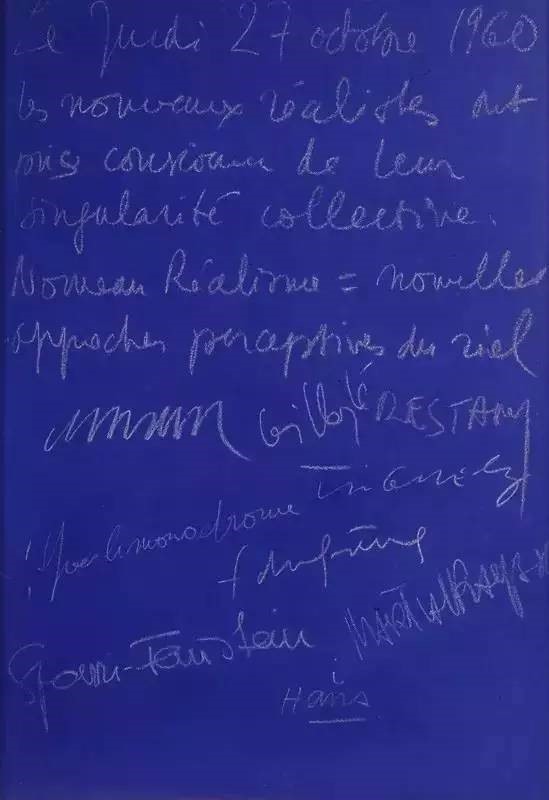 Le Jeudi 27 octobre 1960
les nouveaux réalistes ont
pris conscience de leur
singularité collective.
Nouveau Réalisme = nouvelles
approches perceptives du réel
arman Villeglé RESTANY
Tinguely
Yves le monochrome
f dufrêne
Spoerri-Feinstein Martial Raysse
Hains